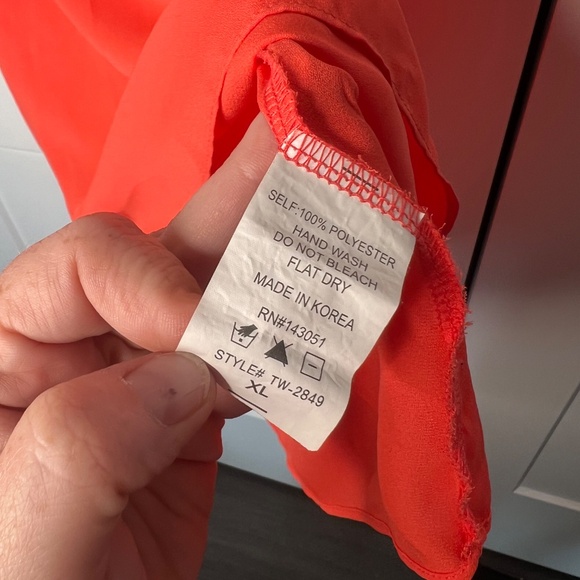 SELF:100% POLYESTER
HAND WASH
DO NOT BLEACH
FLAT DRY
MADE IN KOREA
RN#143051
STYLE# TW-2849
XL